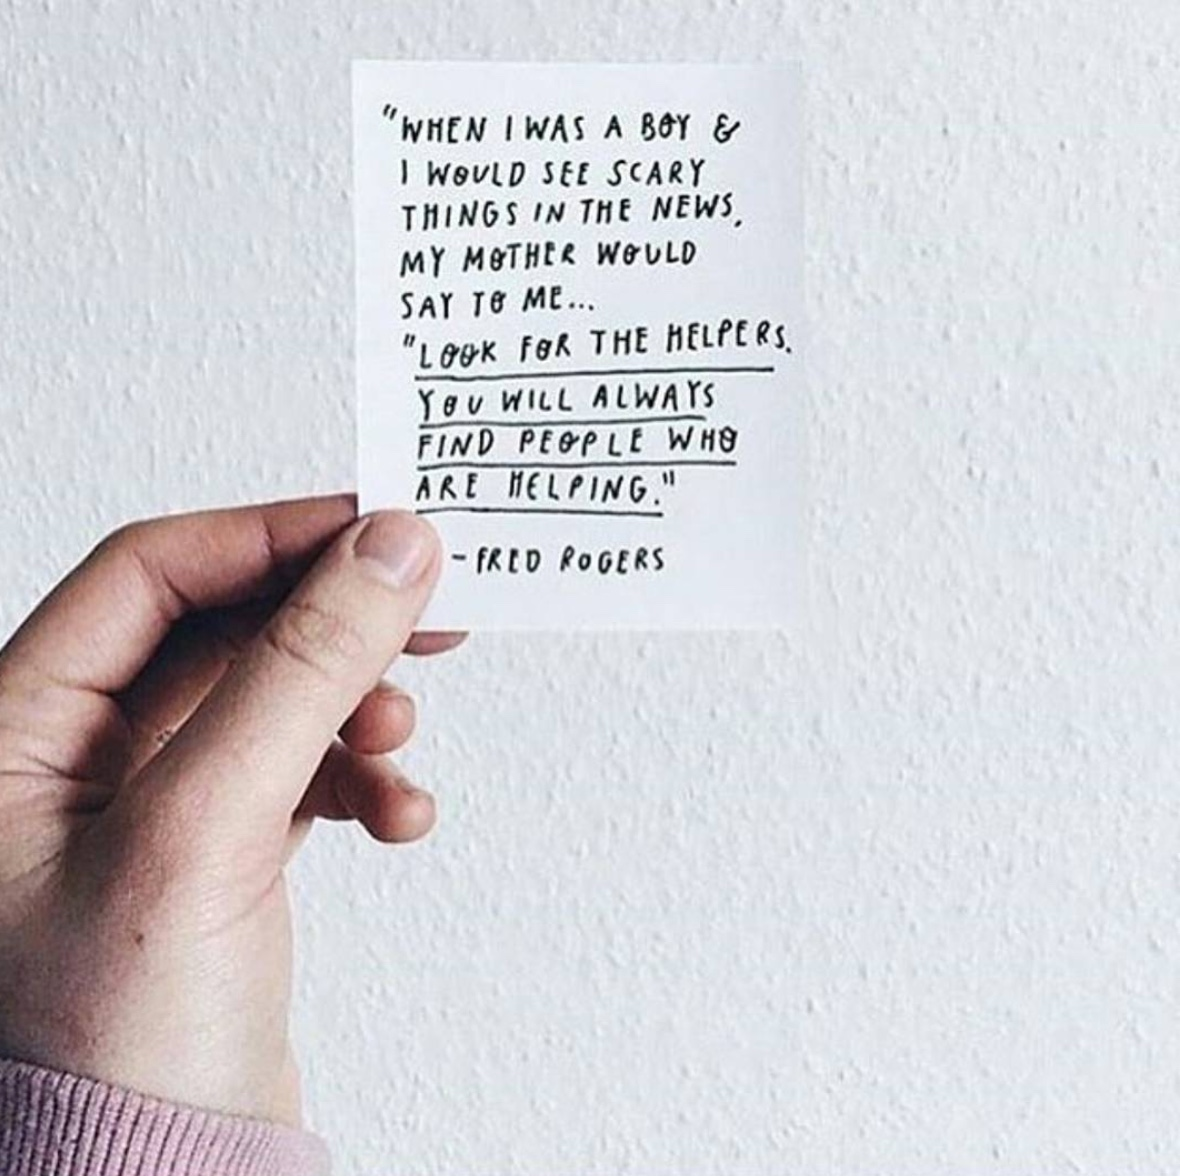 "WHEN I WAS A BOY &
I WOULD SEE SCARY
THINGS IN THE NEWS,
MY MOTHER WOULD
SAY TO ME...
"LOOK FOR THE HELPERS.
YOU WILL ALWAYS
FIND PEOPLE WHO
ARE HELPING."
-FRED ROGERS